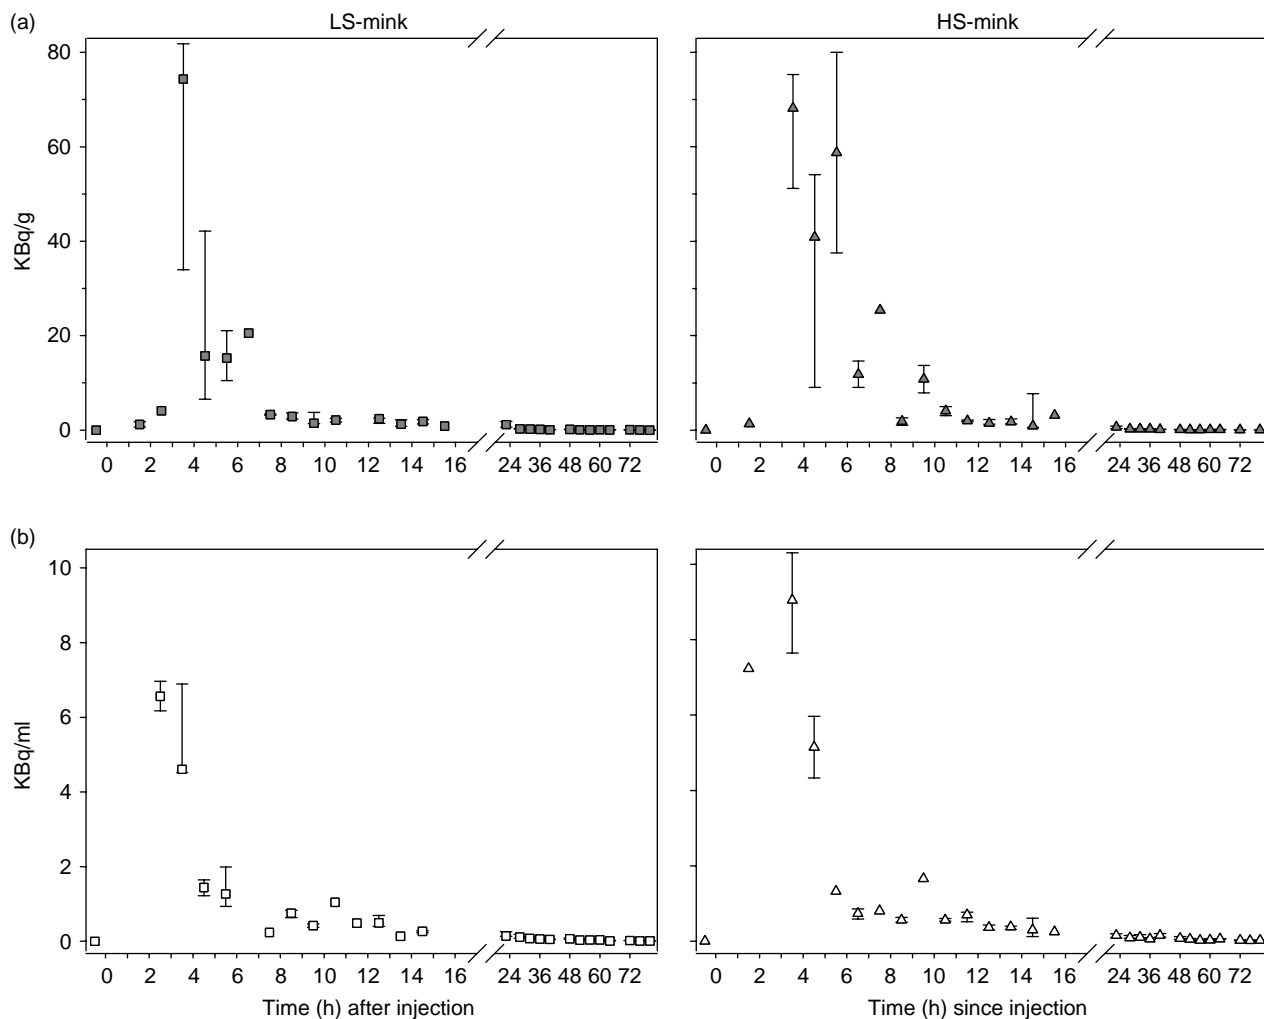 (a)
LS-mink
HS-mink
80
60
40
20
0
KBq/g
0 2 4 6 8 10 12 14 16 24 36 48 60 72
0 2 4 6 8 10 12 14 16 24 36 48 60 72
(b)
10
8
6
4
2
0
KBq/ml
0 2 4 6 8 10 12 14 16 24 36 48 60 72
0 2 4 6 8 10 12 14 16 24 36 48 60 72
Time (h) after injection
Time (h) since injection